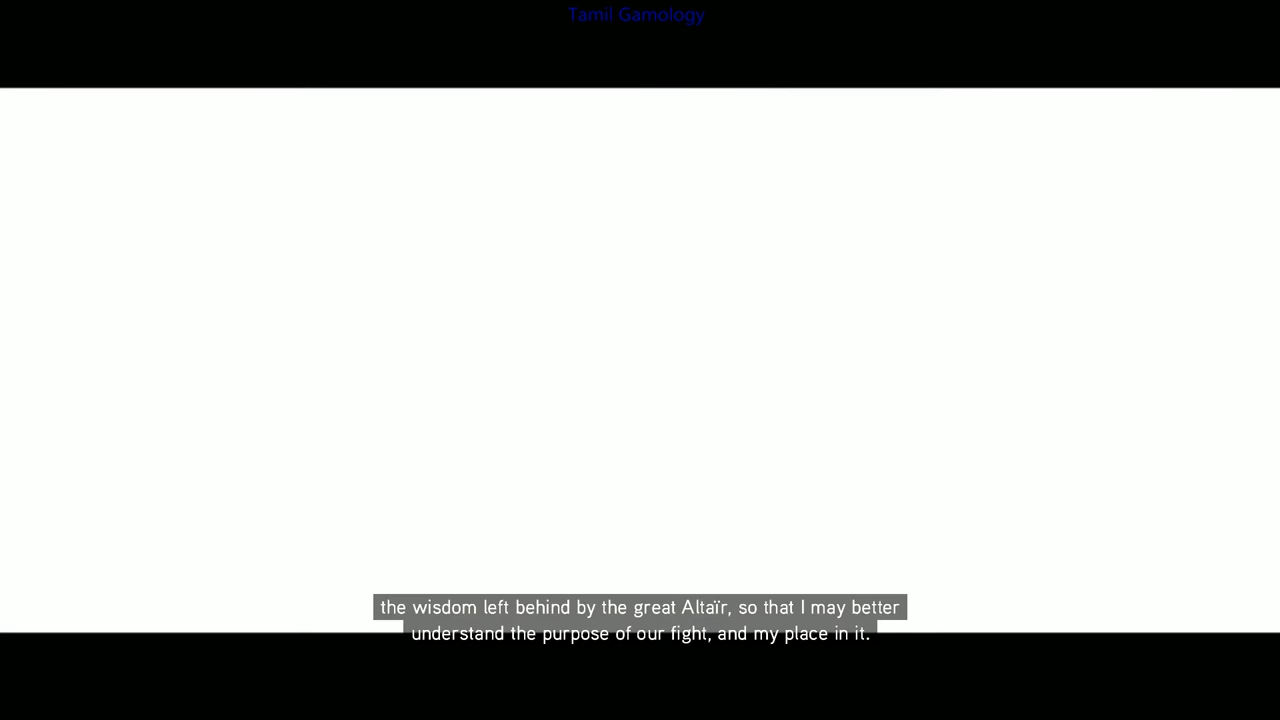 Tamil Gamology
the wisdom left behind by the great Altaïr, so that I may better
understand the purpose of our fight, and my place in it.